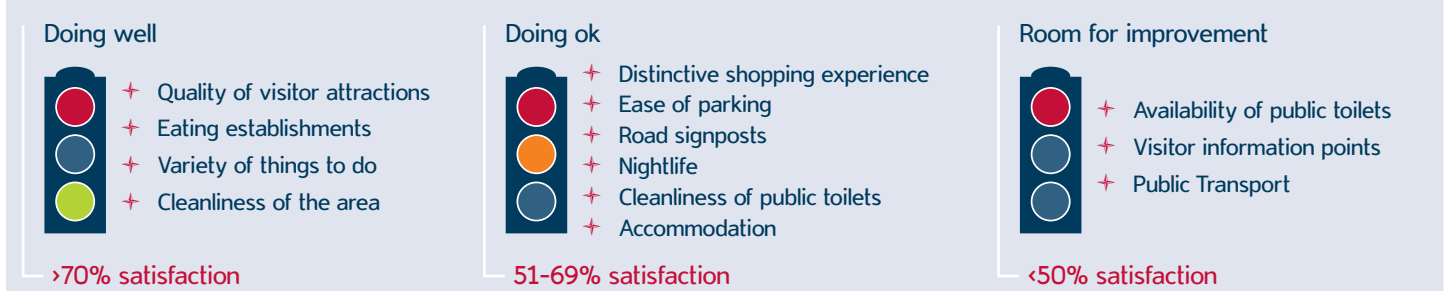 Doing well
Quality of visitor attractions
Eating establishments
Variety of things to do
Cleanliness of the area
>70% satisfaction
Doing ok
Distinctive shopping experience
Ease of parking
Road signposts
Nightlife
Cleanliness of public toilets
Accommodation
51-69% satisfaction
Room for improvement
Availability of public toilets
Visitor information points
Public Transport
<50% satisfaction